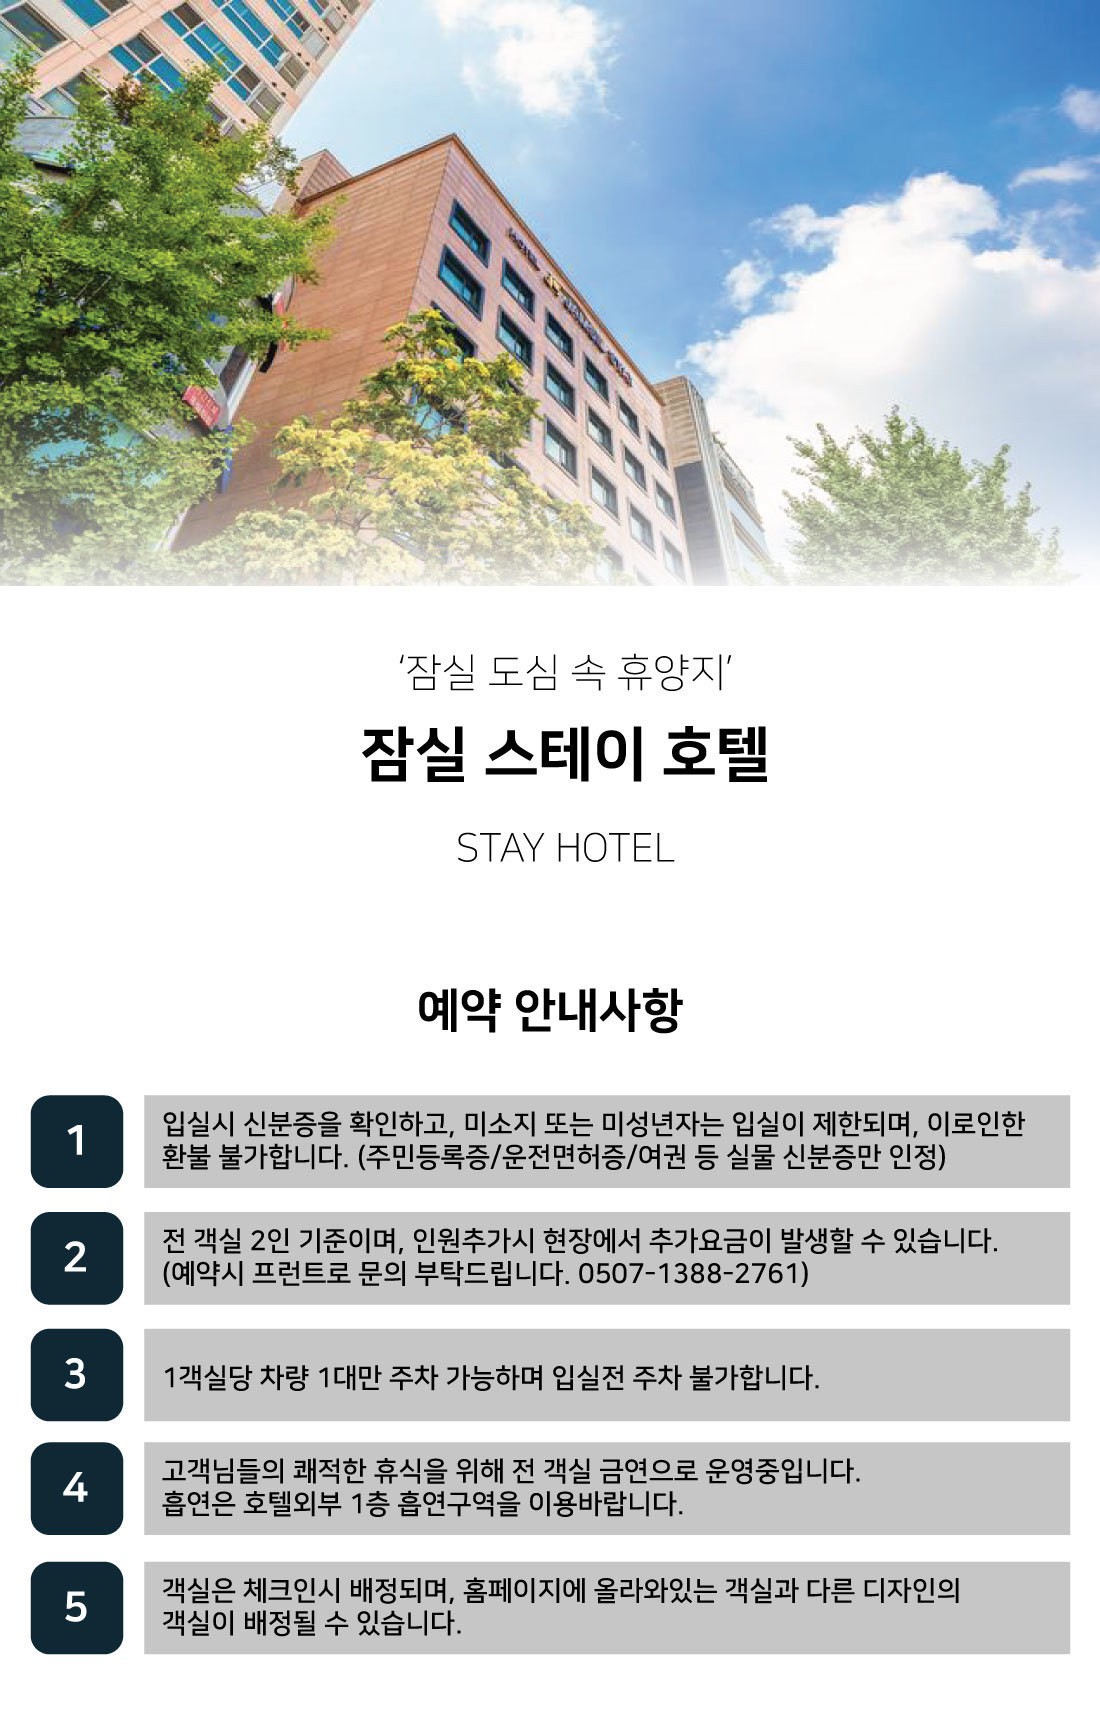 HOTEL
'잠실 도심 속 휴양지'
잠실 스테이 호텔
STAY HOTEL
예약 안내사항
1
입실시 신분증을 확인하고, 미소지 또는 미성년자는 입실이 제한되며, 이로인한
환불 불가합니다. (주민등록증/운전면허증/여권 등 실물 신분증만 인정)
2
전 객실 2인 기준이며, 인원추가시 현장에서 추가요금이 발생할 수 있습니다.
(예약시 프런트로 문의 부탁드립니다. 0507-1388-2761)
3
1객실당 차량 1대만 주차 가능하며 입실전 주차 불가합니다.
4
고객님들의 쾌적한 휴식을 위해 전 객실 금연으로 운영중입니다.
흡연은 호텔외부 1층 흡연구역을 이용바랍니다.
5
객실은 체크인시 배정되며, 홈페이지에 올라와있는 객실과 다른 디자인의
객실이 배정될 수 있습니다.